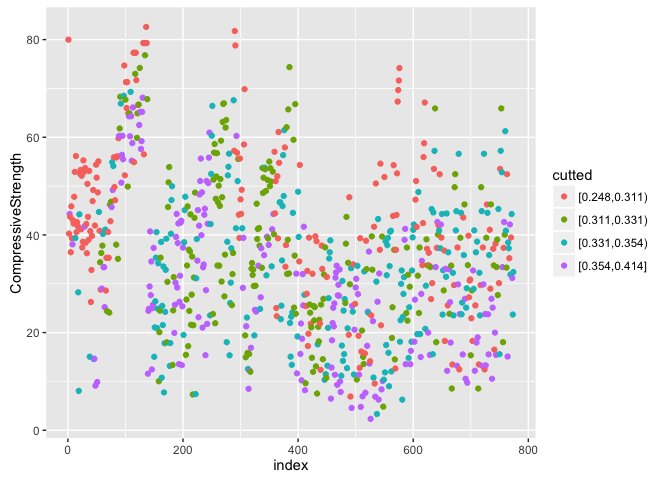 CompressiveStrength
80
60
40
20
0
0 200 400 600 800
index
cutted
[0.248,0.311)
[0.311,0.331)
[0.331,0.354)
[0.354,0.414]